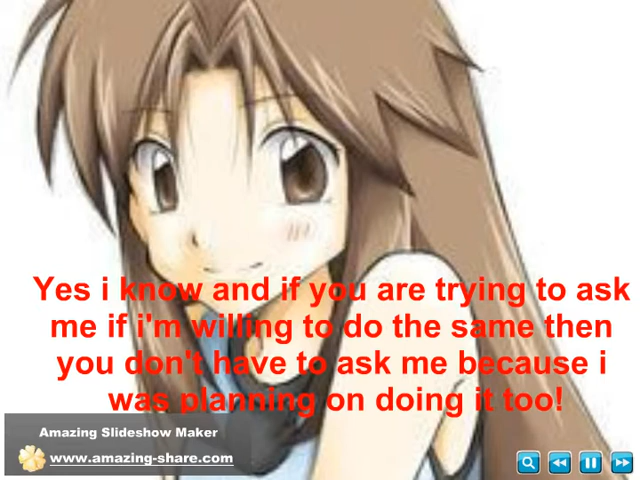 Yes i know and if you are trying to ask
me if i'm willing to do the same then
you don't have to ask me because i
was planning on doing it too!
Amazing Slideshow Maker
www.amazing-share.com